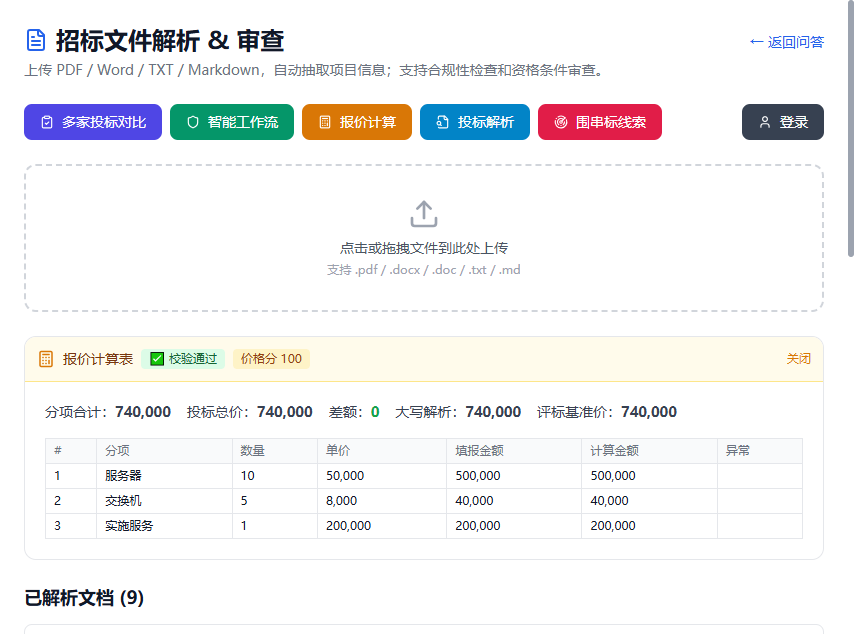 招标文件解析 & 审查
← 返回问答
上传 PDF / Word / TXT / Markdown，自动抽取项目信息；支持合规性检查和资格条件审查。
多家投标对比 智能工作流 报价计算 投标解析 围串标线索 登录
点击或拖拽文件到此处上传
支持 .pdf / .docx / .doc / .txt / .md
报价计算表 ✅ 校验通过 价格分 100 关闭
分项合计：740,000 投标总价：740,000 差额：0 大写解析：740,000 评标基准价：740,000
# 分项 数量 单价 填报金额 计算金额 异常
1 服务器 10 50,000 500,000 500,000
2 交换机 5 8,000 40,000 40,000
3 实施服务 1 200,000 200,000 200,000
已解析文档 (9)